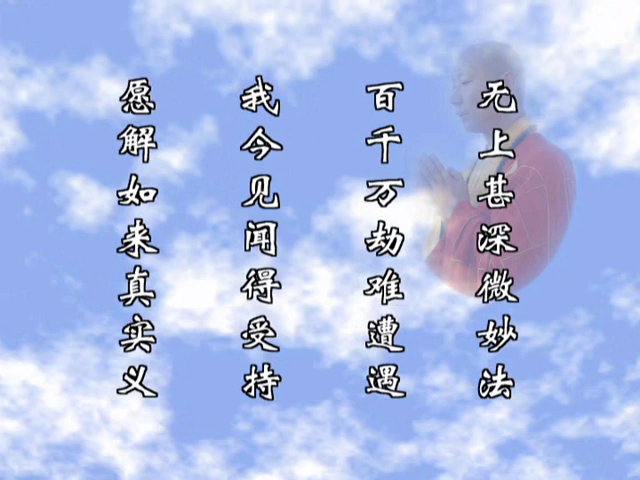 无上甚深微妙法
百千万劫难遭遇
我今见闻得受持
愿解如来真实义